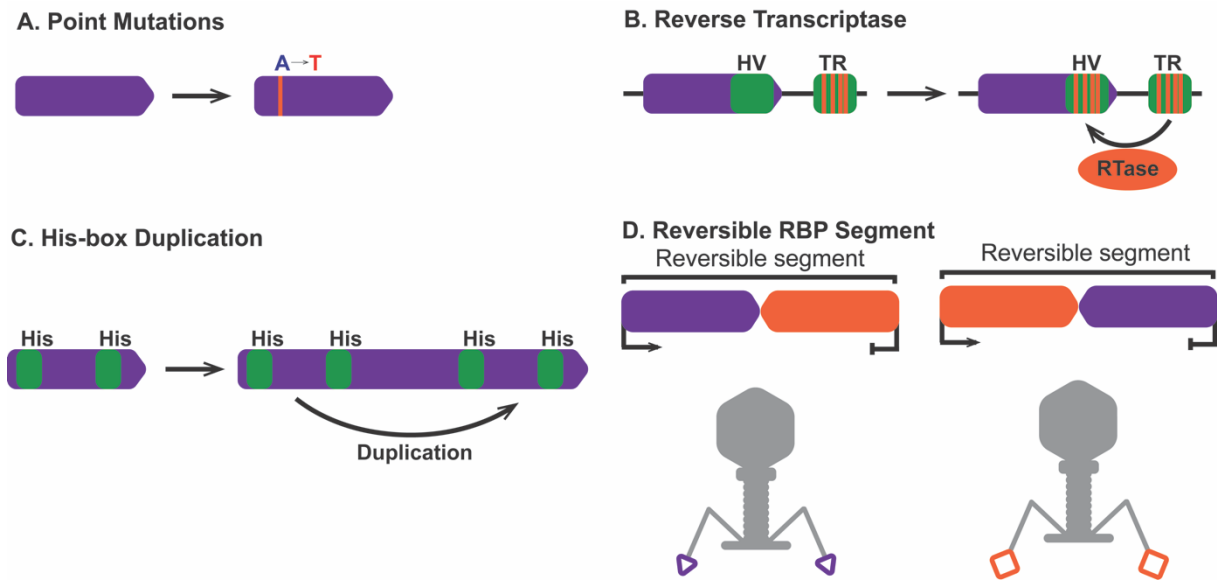 A. Point Mutations
A→T
B. Reverse Transcriptase
HV TR HV TR
RTase
C. His-box Duplication
His His His His His His
Duplication
D. Reversible RBP Segment
Reversible segment Reversible segment